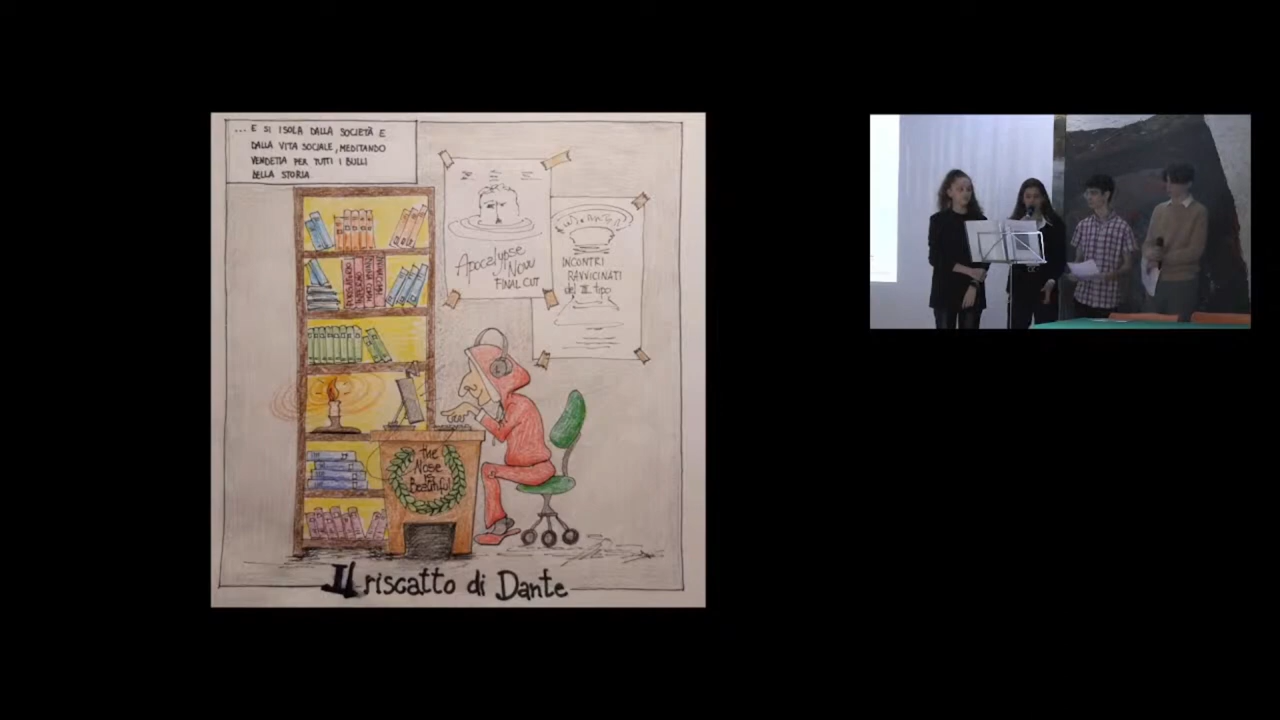 ... E SI ISOLA DALLA SOCIETÀ E
DALLA VITA SOCIALE, MEDITANDO
VENDETTA PER TUTTI I BULLI
DELLA STORIA.
Apocalypse
Now
FINAL CUT
INCONTRI
RAVVICINATI
del III tipo
the
Nose
is
Beautiful
Il riscatto di Dante